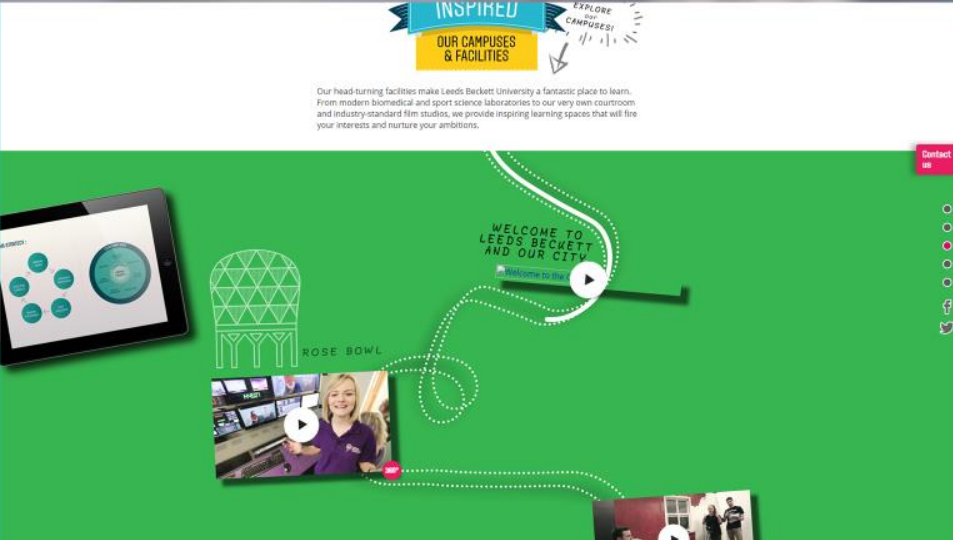 INSPIRED
EXPLORE
our
CAMPUSES!
OUR CAMPUSES
& FACILITIES
Our head-turning facilities make Leeds Beckett University a fantastic place to learn.
From modern biomedical and sport science laboratories to our very own courtroom
and industry-standard film studios, we provide inspiring learning spaces that will fire
your interests and nurture your ambitions.
Contact
us
WELCOME TO
LEEDS BECKETT
AND OUR CITY
Welcome to the
ROSE BOWL
360°